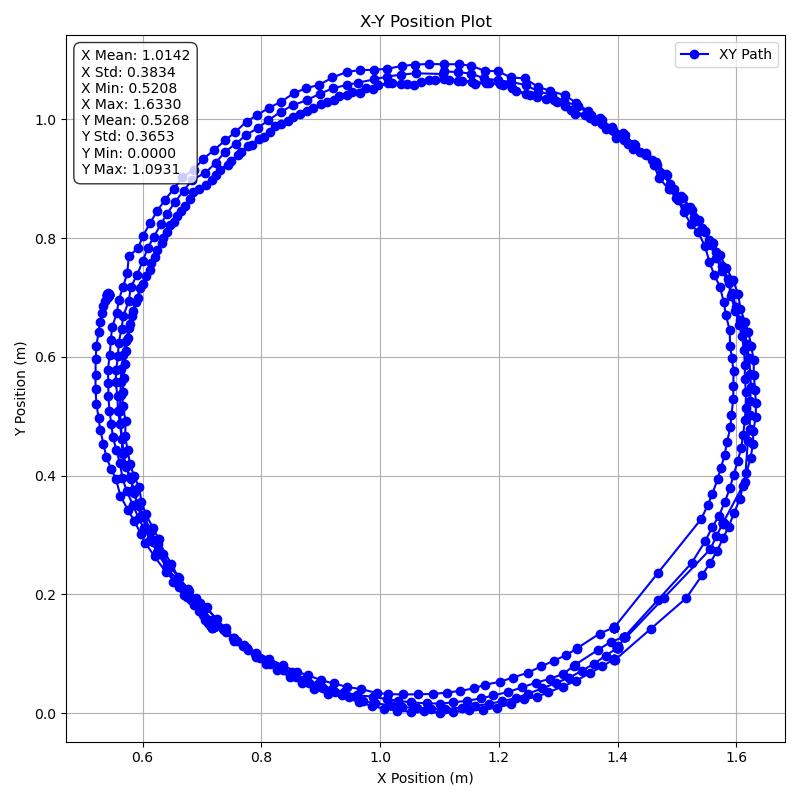 X-Y Position Plot
X Mean: 1.0142
X Std: 0.3834
X Min: 0.5208
X Max: 1.6330
Y Mean: 0.5268
Y Std: 0.3653
Y Min: 0.0000
Y Max: 1.0931
XY Path
Y Position (m)
1.0
0.8
0.6
0.4
0.2
0.0
0.6 0.8 1.0 1.2 1.4 1.6
X Position (m)